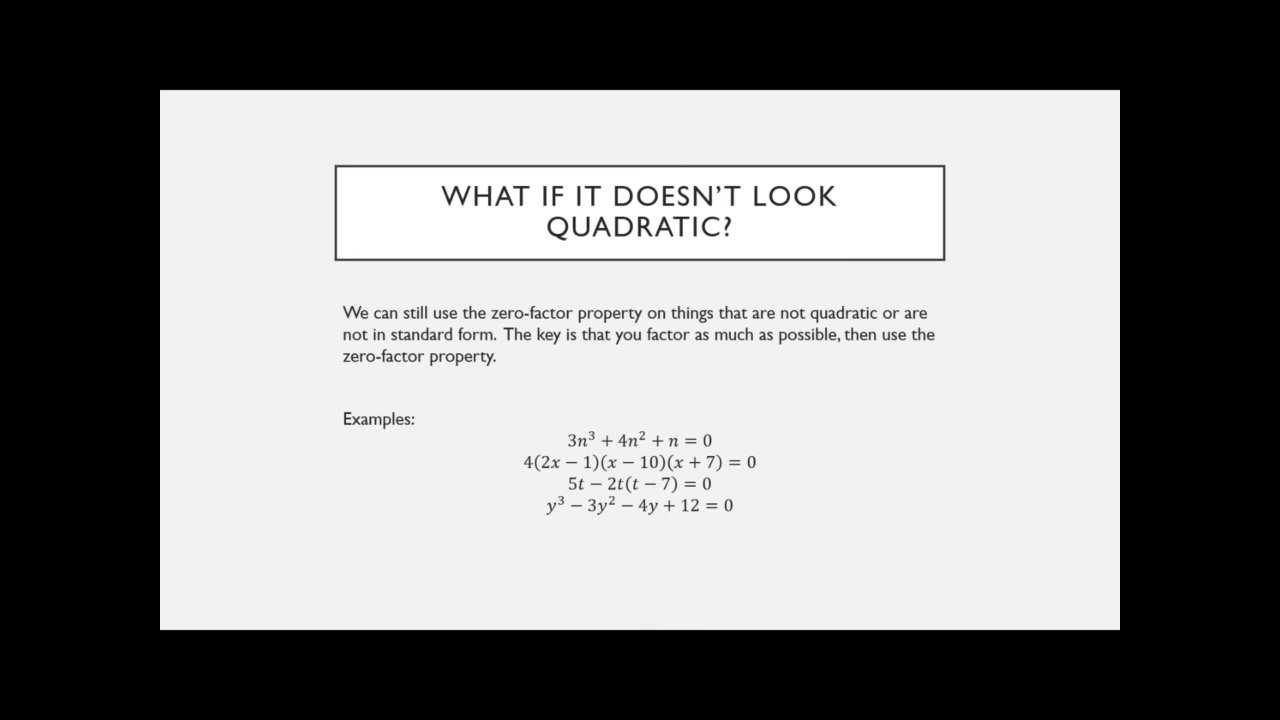 WHAT IF IT DOESN'T LOOK
QUADRATIC?
We can still use the zero-factor property on things that are not quadratic or are
not in standard form. The key is that you factor as much as possible, then use the
zero-factor property.
Examples:
3n³ + 4n² + n = 0
4(2x − 1)(x − 10)(x + 7) = 0
5t − 2t(t − 7) = 0
y³ − 3y² − 4y + 12 = 0